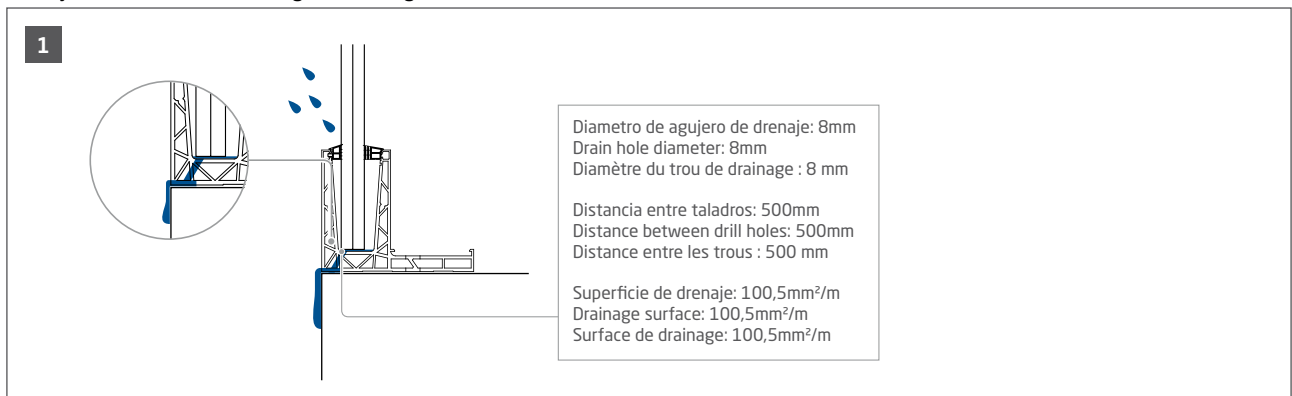 1
Diametro de agujero de drenaje: 8mm
Drain hole diameter: 8mm
Diamètre du trou de drainage : 8 mm
Distancia entre taladros: 500mm
Distance between drill holes: 500mm
Distance entre les trous : 500 mm
Superficie de drenaje: 100,5mm²/m
Drainage surface: 100,5mm²/m
Surface de drainage: 100,5mm²/m